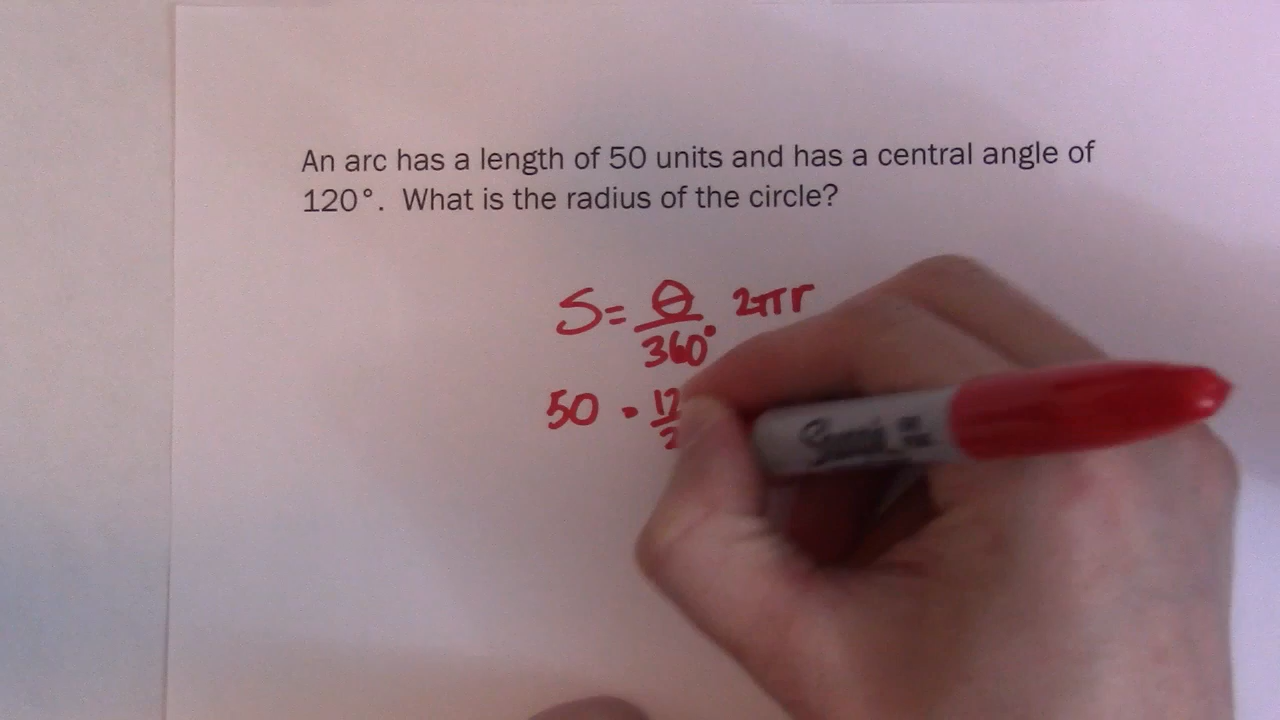 An arc has a length of 50 units and has a central angle of
120°. What is the radius of the circle?
S = θ/360° 2πr
50 = 12